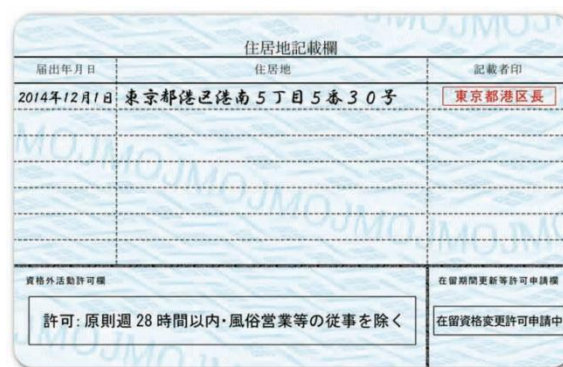 住居地記載欄
届出年月日 住居地 記載者印
2014年12月1日 東京都港区港南5丁目5番30号 東京都港区長
MOJMOJMOJMOJMOJM
資格外活動許可欄 在留期間更新等許可申請欄
許可:原則週28時間以内・風俗営業等の従事を除く 在留資格変更許可申請中